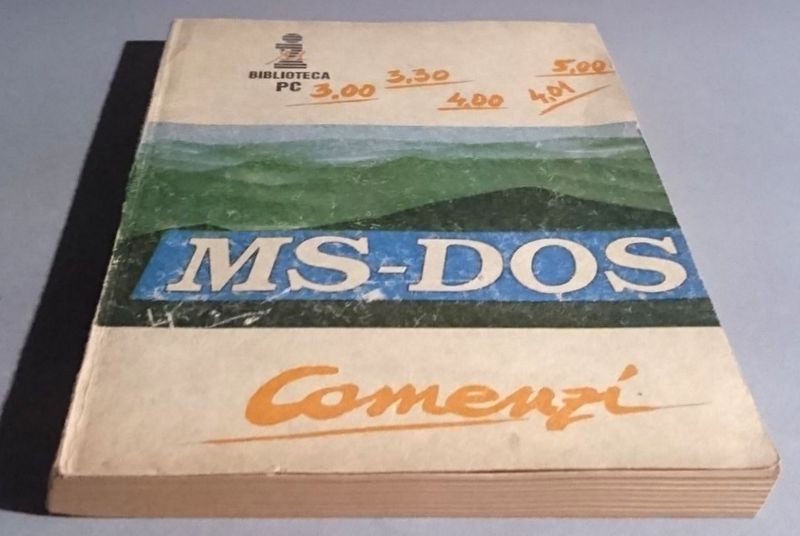 BIBLIOTECA
PC
3,00 3,30 4,00 4,01 5,00
MS-DOS
Comenzi